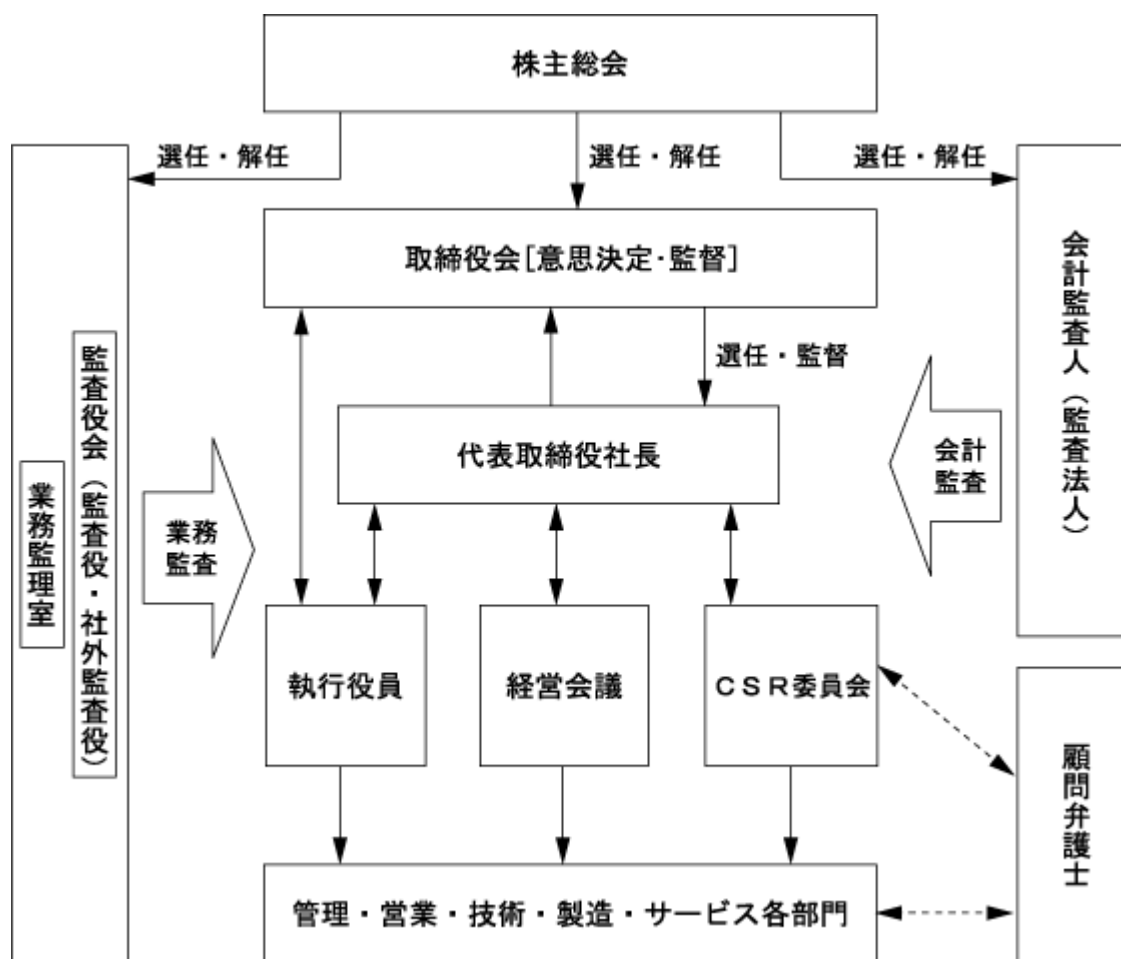 株主総会
選任・解任
選任・解任
選任・解任
取締役会[意思決定・監督]
選任・監督
代表取締役社長
会計監査人（監査法人）
会計
監査
監査役会（監査役・社外監査役）
業務監理室
業務
監査
執行役員
経営会議
ＣＳＲ委員会
顧問弁護士
管理・営業・技術・製造・サービス各部門